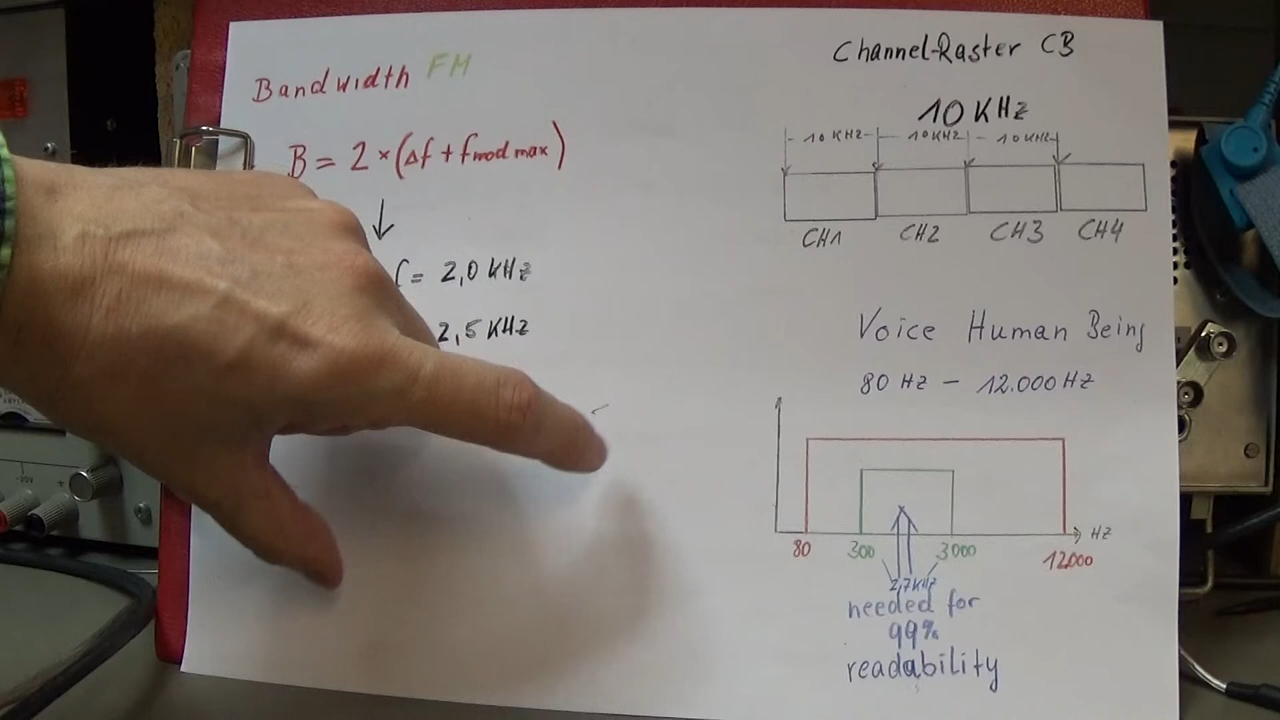 Bandwidth FM
B = 2 × (Δf + fmod max)
= 2,0 KHz
2,5 KHz
Channel-Raster CB
10 KHz
10 KHZ 10 KHZ 10 KHZ
CH1 CH2 CH3 CH4
Voice Human Being
80 HZ – 12.000 HZ
HZ
80 300 3000 12000
2,7 KHz
needed for
99%
readability